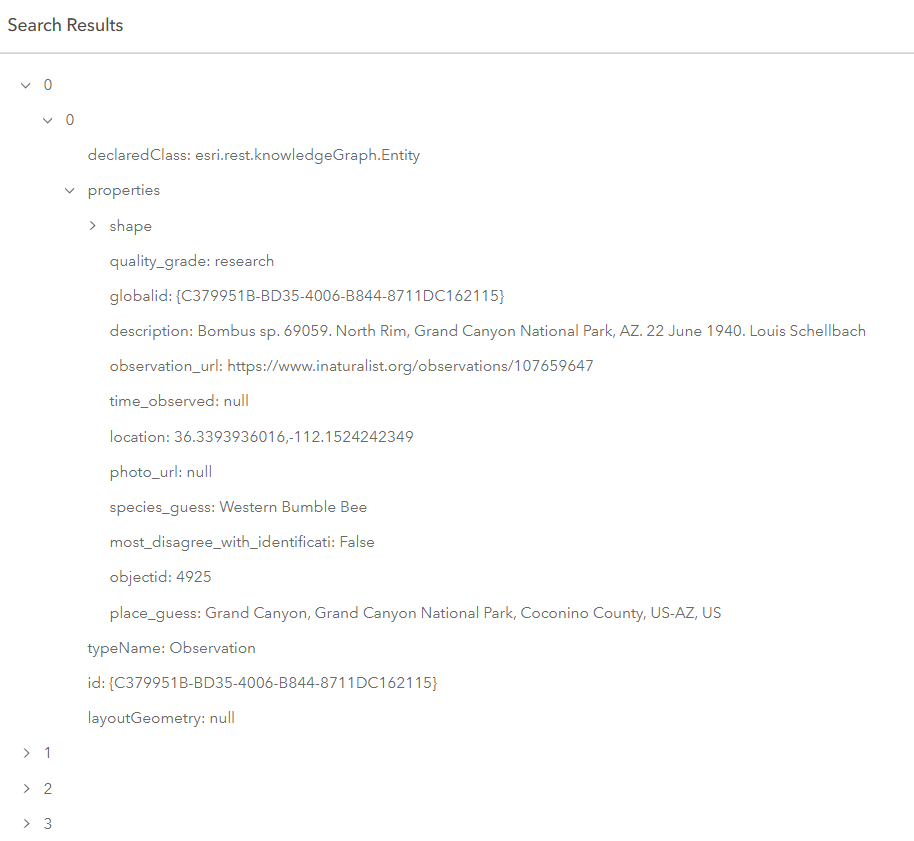 Search Results
0
0
declaredClass: esri.rest.knowledgeGraph.Entity
properties
shape
quality_grade: research
globalid: {C379951B-BD35-4006-B844-8711DC162115}
description: Bombus sp. 69059. North Rim, Grand Canyon National Park, AZ. 22 June 1940. Louis Schellbach
observation_url: https://www.inaturalist.org/observations/107659647
time_observed: null
location: 36.3393936016,-112.1524242349
photo_url: null
species_guess: Western Bumble Bee
most_disagree_with_identificati: False
objectid: 4925
place_guess: Grand Canyon, Grand Canyon National Park, Coconino County, US-AZ, US
typeName: Observation
id: {C379951B-BD35-4006-B844-8711DC162115}
layoutGeometry: null
1
2
3